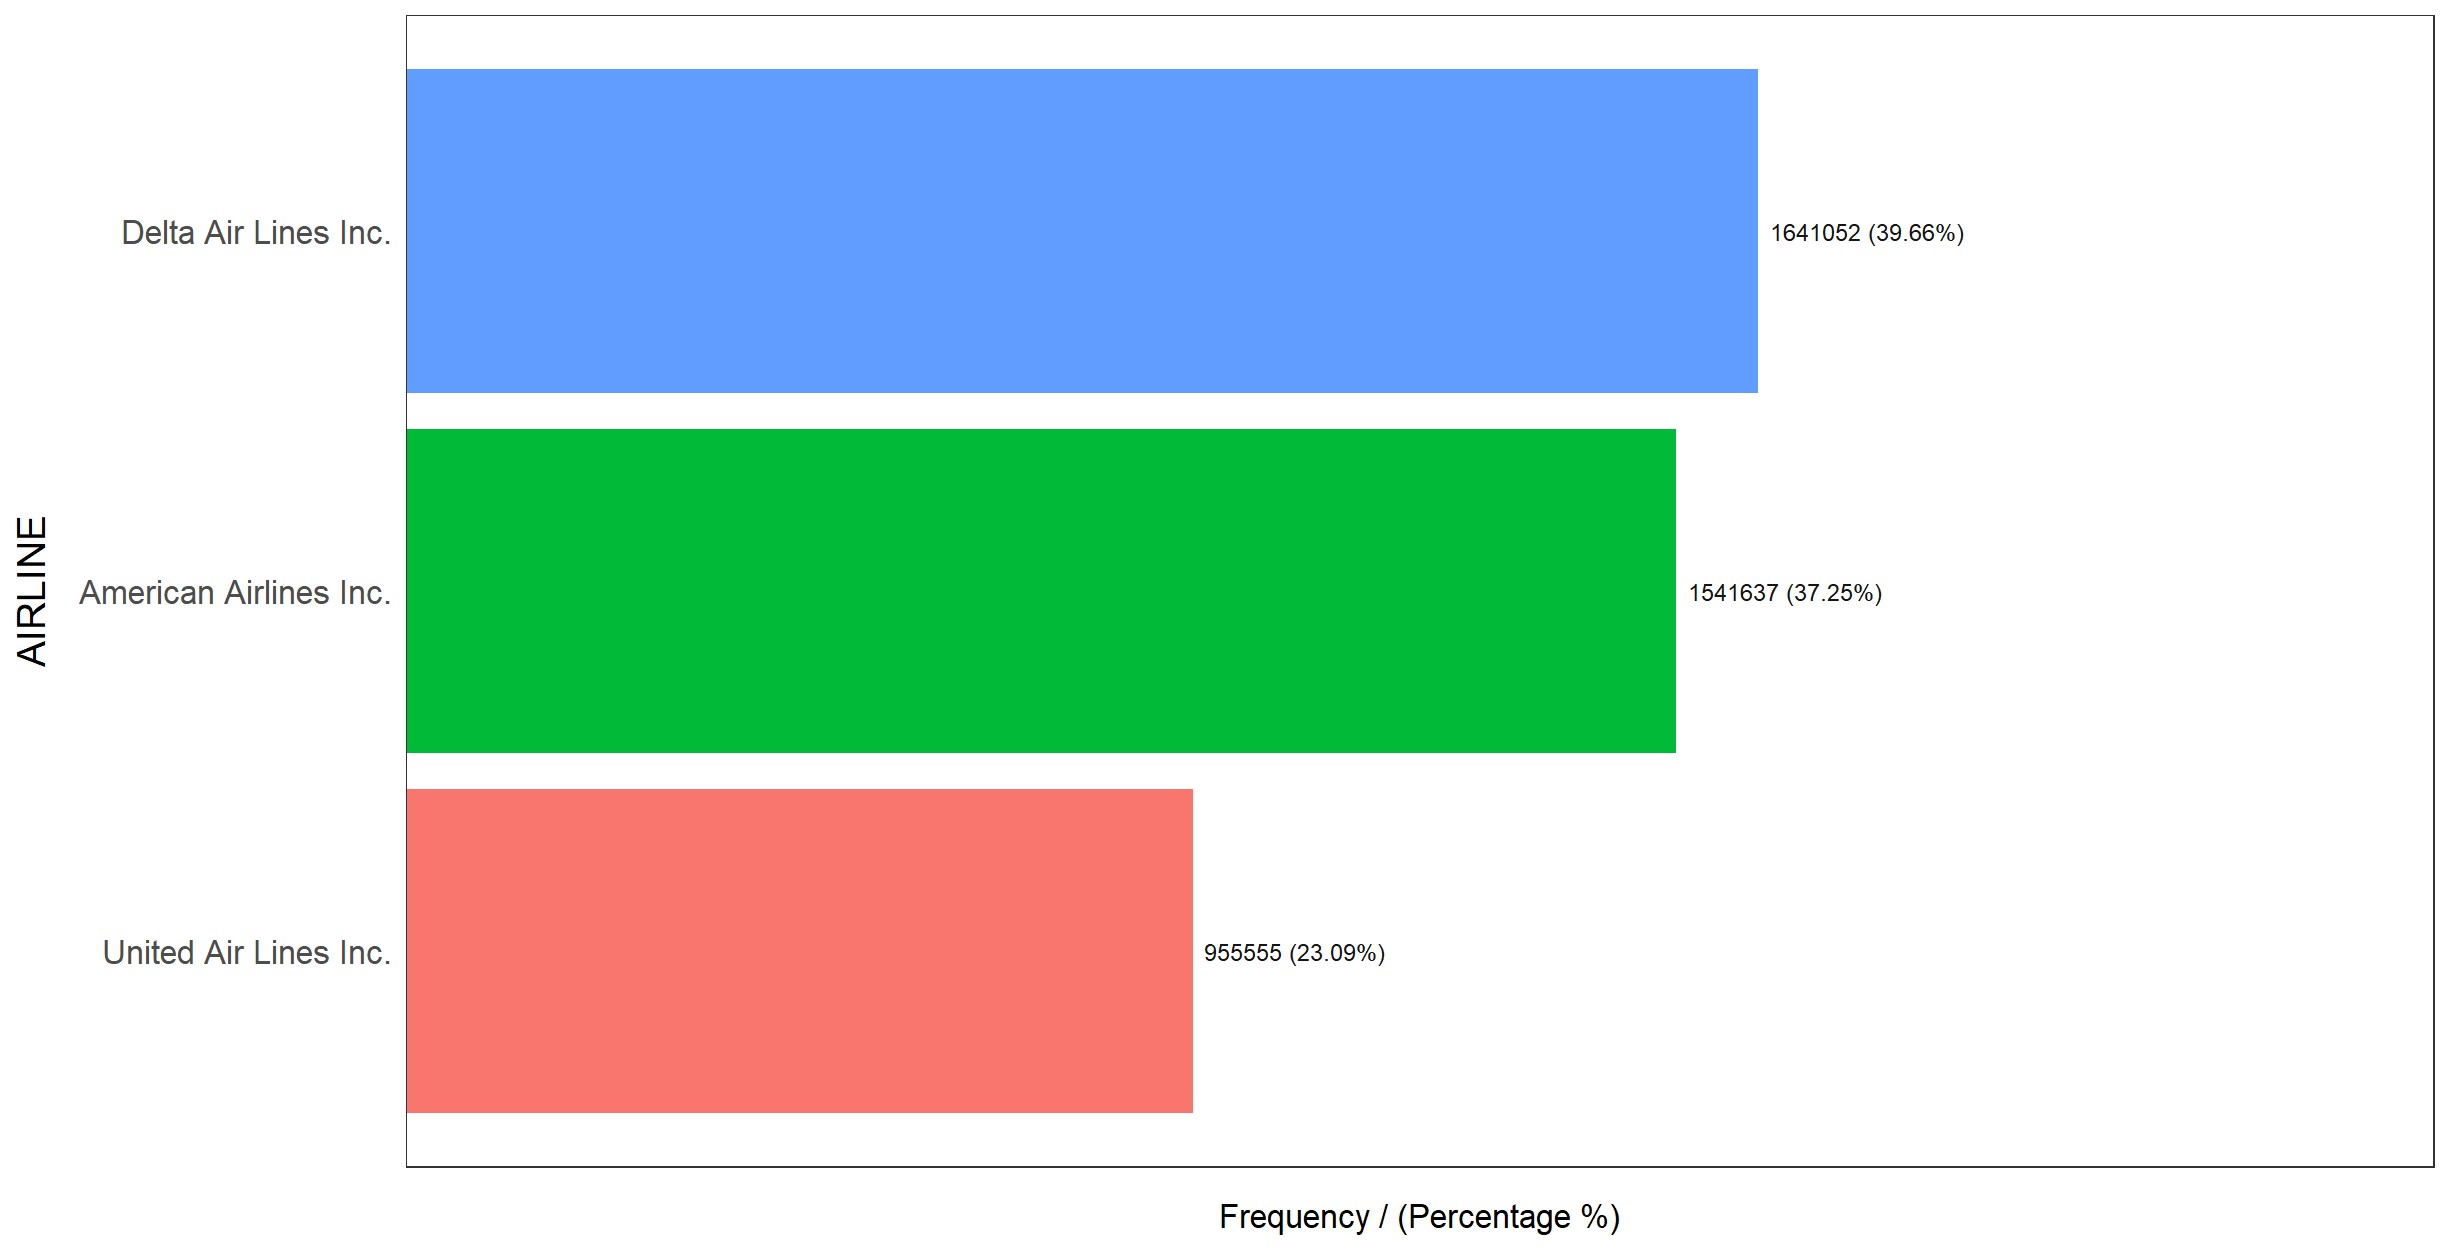 AIRLINE
Delta Air Lines Inc.
1641052 (39.66%)
American Airlines Inc.
1541637 (37.25%)
United Air Lines Inc.
955555 (23.09%)
Frequency / (Percentage %)